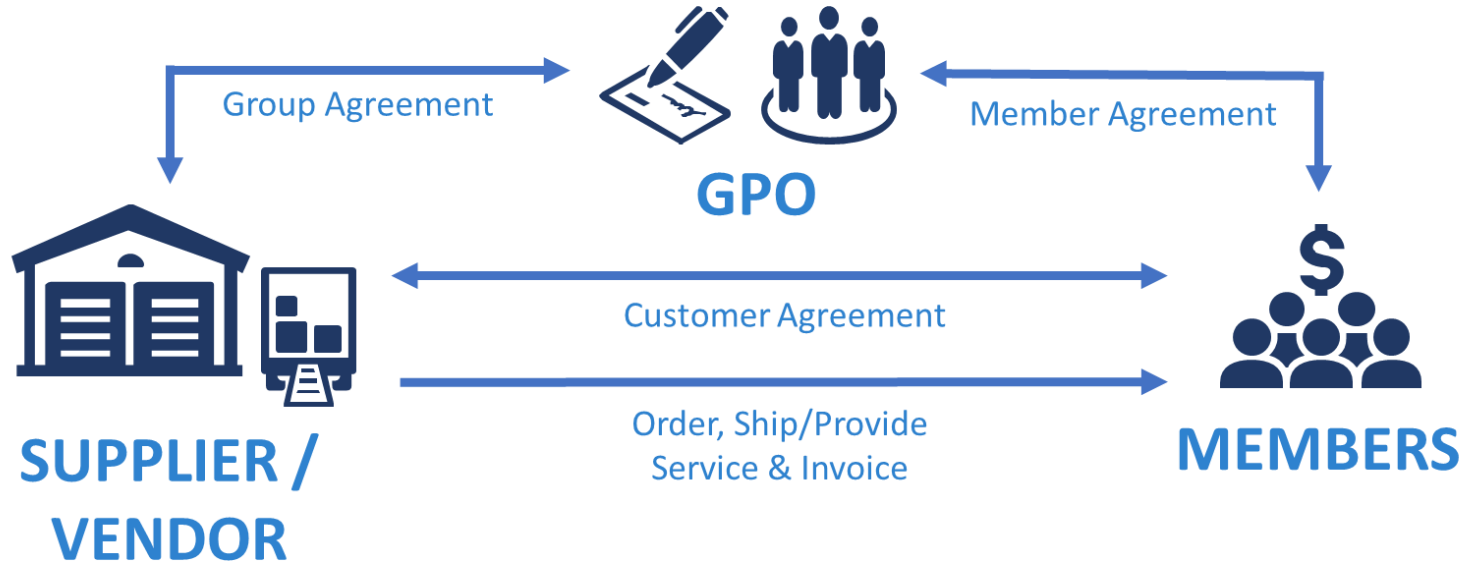 Group Agreement
Member Agreement
GPO
$
Customer Agreement
Order, Ship/Provide
Service & Invoice
SUPPLIER /
VENDOR
MEMBERS